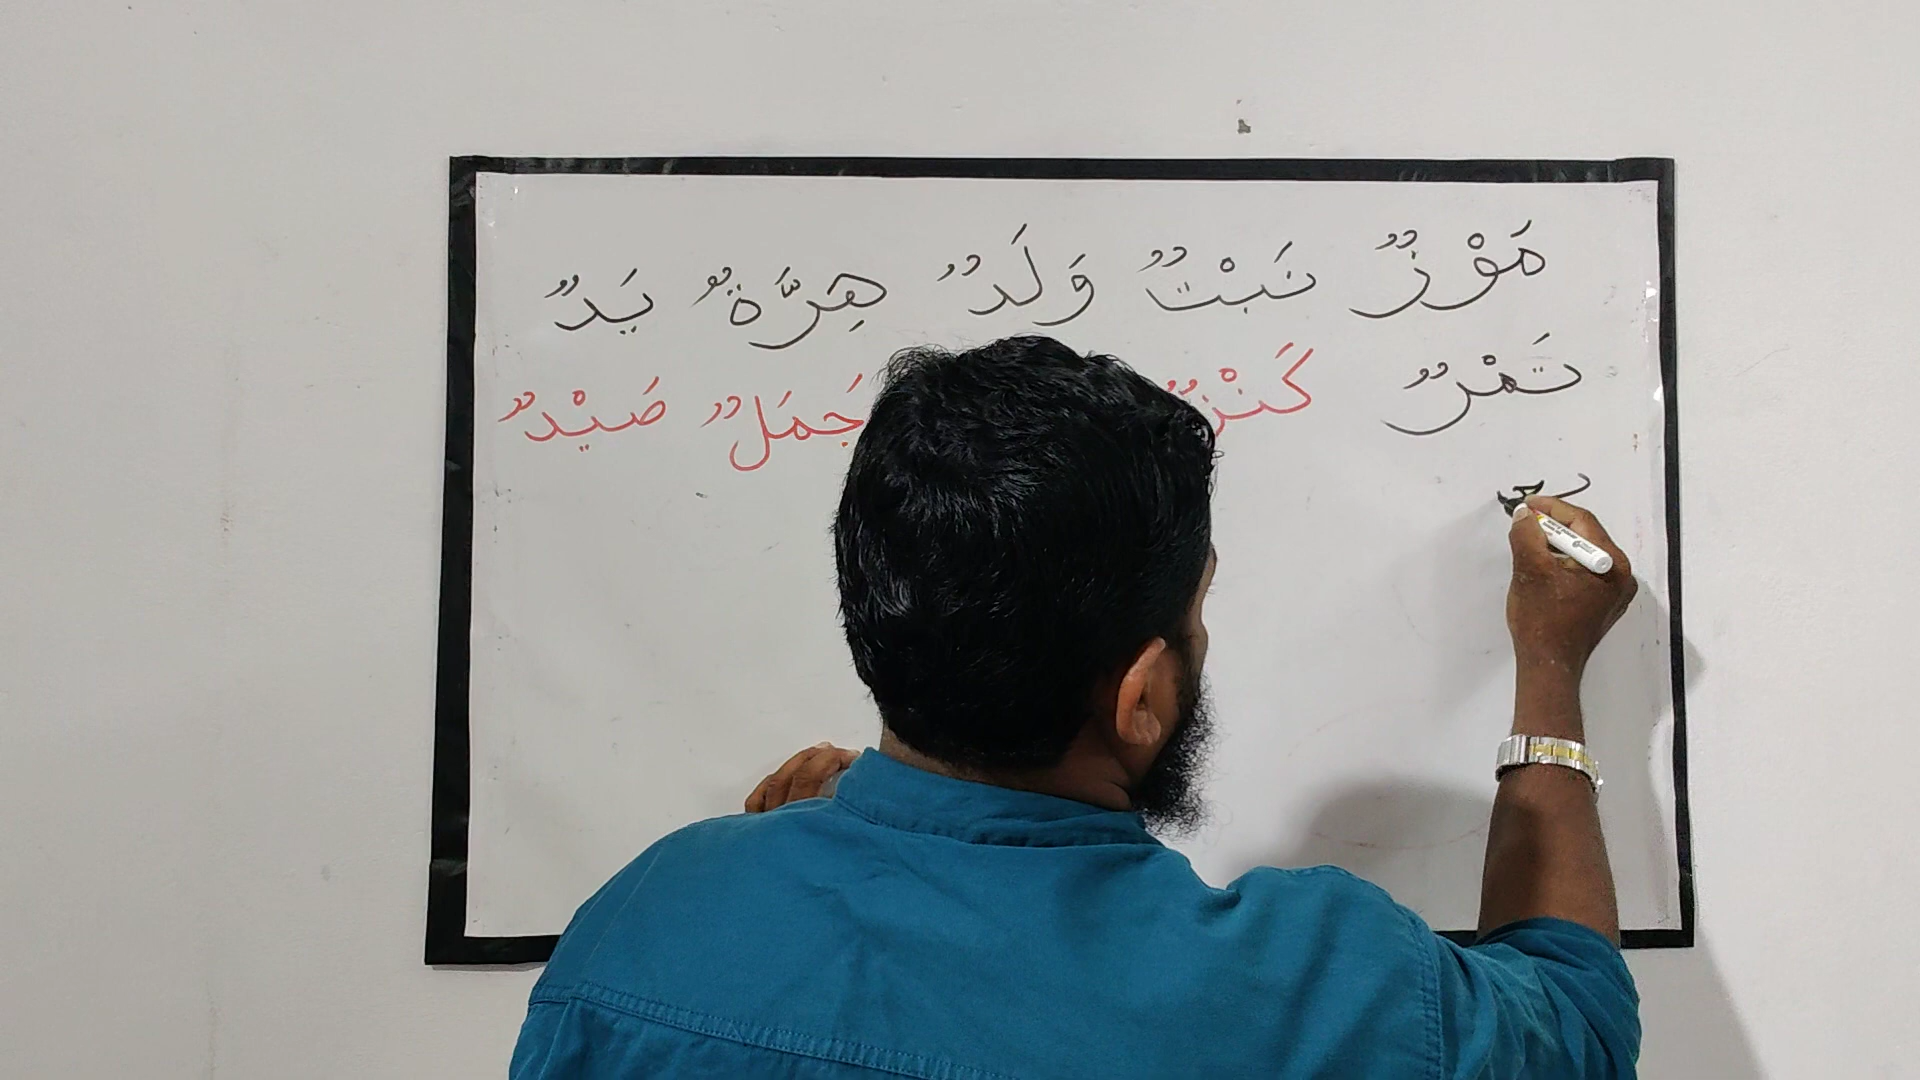 مَوْزٌ نَبْتٌ وَلَدٌ هِرَّةٌ يَدٌ
تَمْرٌ كَنْزٌ جَمَلٌ صَيْدٌ